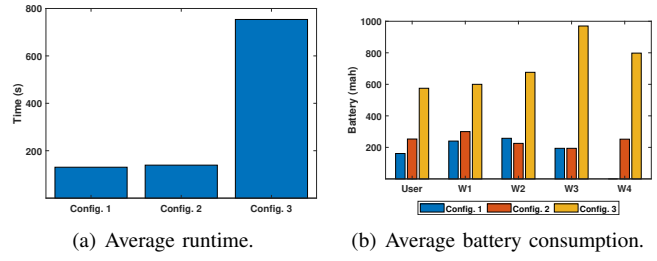 800
600
400
200
Time (s)
Config. 1 Config. 2 Config. 3
(a) Average runtime.
1000
800
600
400
200
Battery (mah)
User W1 W2 W3 W4
Config. 1 Config. 2 Config. 3
(b) Average battery consumption.